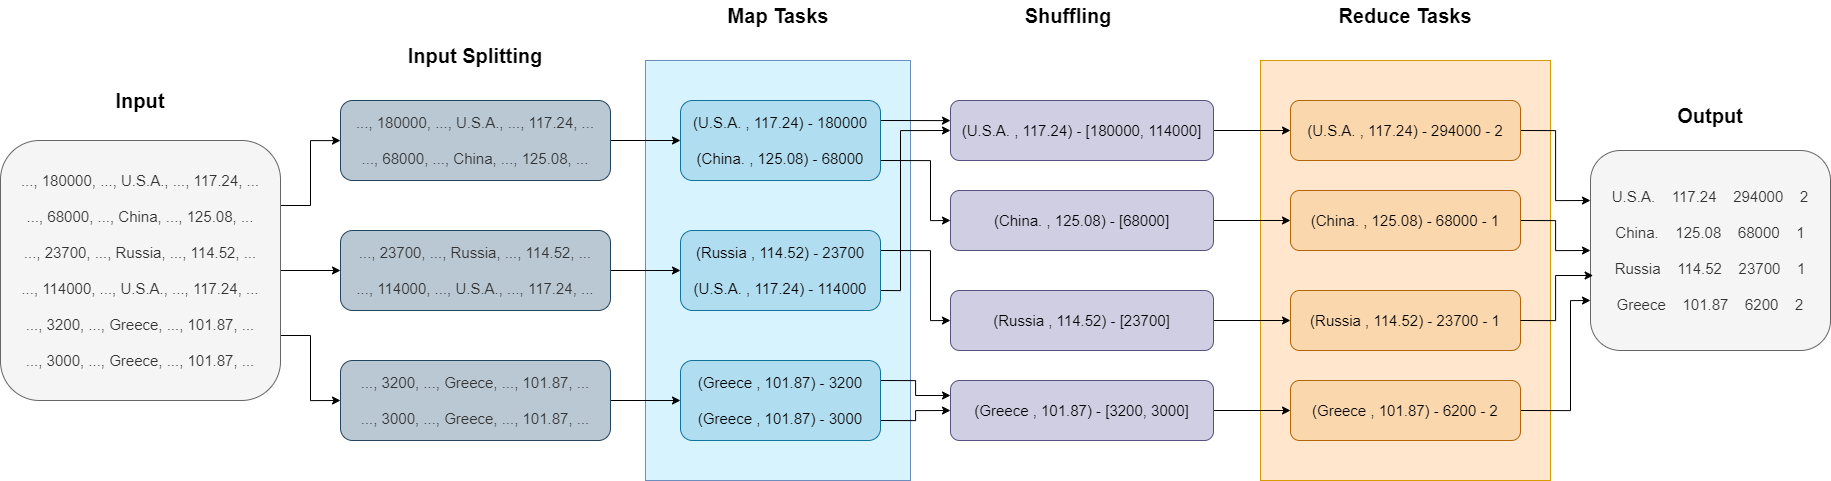 Input
..., 180000, ..., U.S.A., ..., 117.24, ...
..., 68000, ..., China, ..., 125.08, ...
..., 23700, ..., Russia, ..., 114.52, ...
..., 114000, ..., U.S.A., ..., 117.24, ...
..., 3200, ..., Greece, ..., 101.87, ...
..., 3000, ..., Greece, ..., 101.87, ...
Input Splitting
..., 180000, ..., U.S.A., ..., 117.24, ...
..., 68000, ..., China, ..., 125.08, ...
..., 23700, ..., Russia, ..., 114.52, ...
..., 114000, ..., U.S.A., ..., 117.24, ...
..., 3200, ..., Greece, ..., 101.87, ...
..., 3000, ..., Greece, ..., 101.87, ...
Map Tasks
(U.S.A. , 117.24) - 180000
(China. , 125.08) - 68000
(Russia , 114.52) - 23700
(U.S.A. , 117.24) - 114000
(Greece , 101.87) - 3200
(Greece , 101.87) - 3000
Shuffling
(U.S.A. , 117.24) - [180000, 114000]
(China. , 125.08) - [68000]
(Russia , 114.52) - [23700]
(Greece , 101.87) - [3200, 3000]
Reduce Tasks
(U.S.A. , 117.24) - 294000 - 2
(China. , 125.08) - 68000 - 1
(Russia , 114.52) - 23700 - 1
(Greece , 101.87) - 6200 - 2
Output
U.S.A. 117.24 294000 2
China. 125.08 68000 1
Russia 114.52 23700 1
Greece 101.87 6200 2